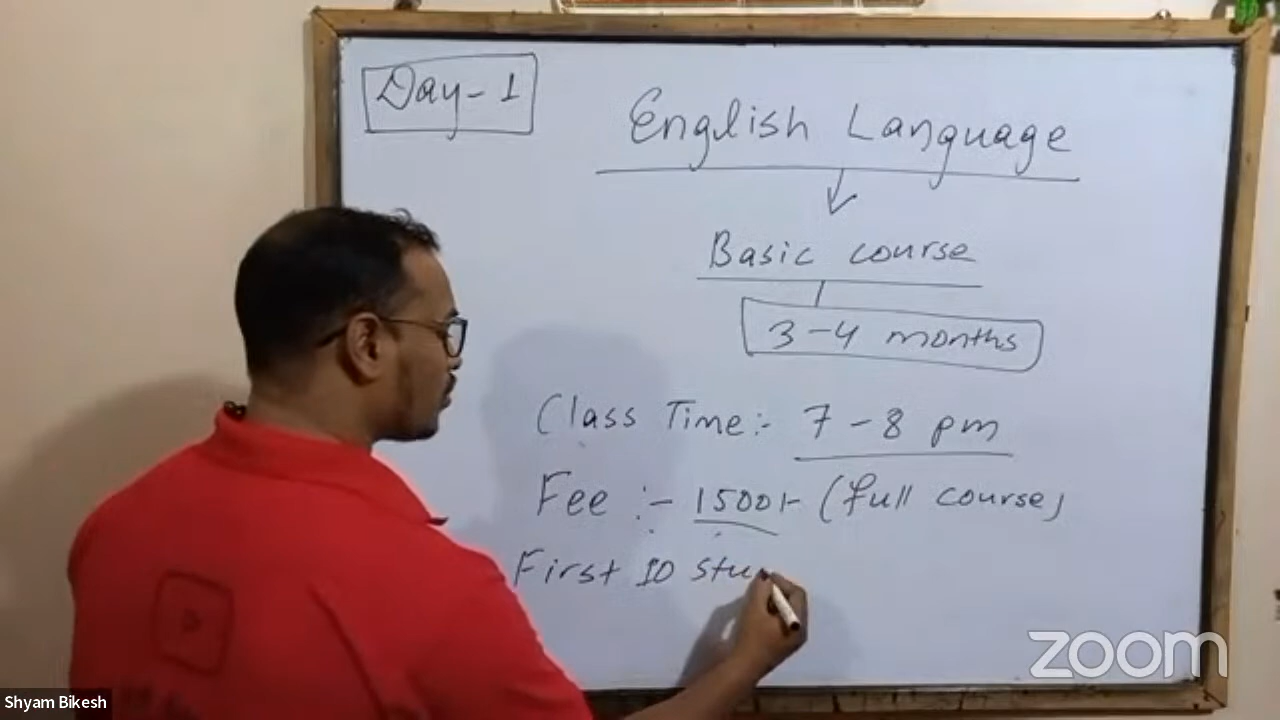 Day-1
English Language
Basic course
3-4 months
Class Time:- 7-8 pm
Fee :- 1500/- (full course)
First 10 stu
zoom
Shyam Bikesh